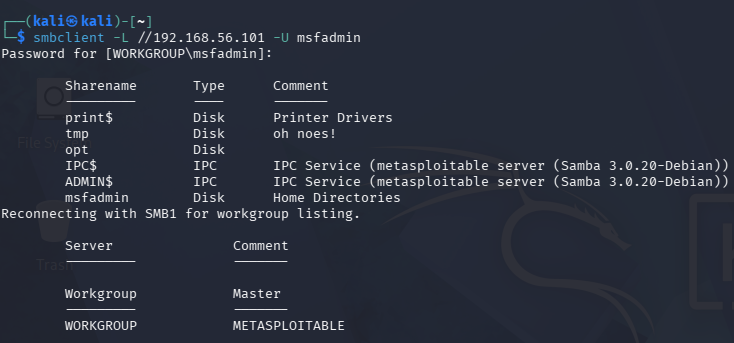 ┌──(kali㉿kali)-[~]
└─$ smbclient -L //192.168.56.101 -U msfadmin
Password for [WORKGROUP\msfadmin]:
Sharename Type Comment
--------- ---- -------
print$ Disk Printer Drivers
tmp Disk oh noes!
opt Disk
IPC$ IPC IPC Service (metasploitable server (Samba 3.0.20-Debian))
ADMIN$ IPC IPC Service (metasploitable server (Samba 3.0.20-Debian))
msfadmin Disk Home Directories
Reconnecting with SMB1 for workgroup listing.
Server Comment
--------- -------
Workgroup Master
--------- -------
WORKGROUP METASPLOITABLE
File Sys
Trash